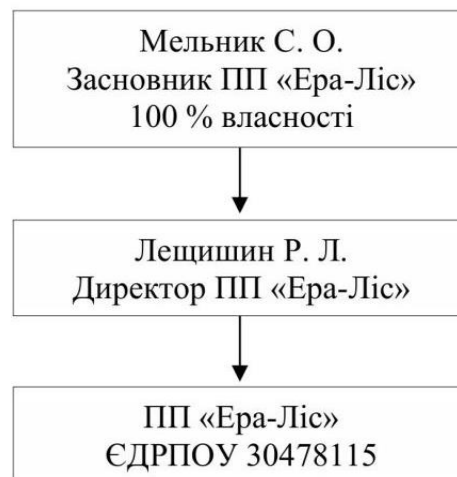 Мельник С. О.
Засновник ПП «Ера-Ліс»
100 % власності
Лещишин Р. Л.
Директор ПП «Ера-Ліс»
ПП «Ера-Ліс»
ЄДРПОУ 30478115